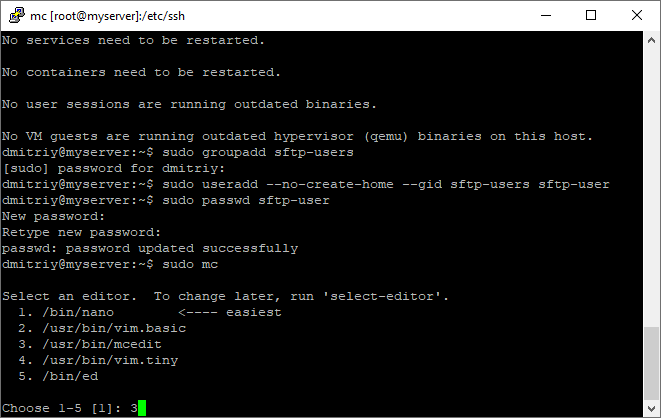 mc [root@myserver]:/etc/ssh
No services need to be restarted.
No containers need to be restarted.
No user sessions are running outdated binaries.
No VM guests are running outdated hypervisor (qemu) binaries on this host.
dmitriy@myserver:~$ sudo groupadd sftp-users
[sudo] password for dmitriy:
dmitriy@myserver:~$ sudo useradd --no-create-home --gid sftp-users sftp-user
dmitriy@myserver:~$ sudo passwd sftp-user
New password:
Retype new password:
passwd: password updated successfully
dmitriy@myserver:~$ sudo mc
Select an editor.  To change later, run 'select-editor'.
  1. /bin/nano        <---- easiest
  2. /usr/bin/vim.basic
  3. /usr/bin/mcedit
  4. /usr/bin/vim.tiny
  5. /bin/ed
Choose 1-5 [1]: 3